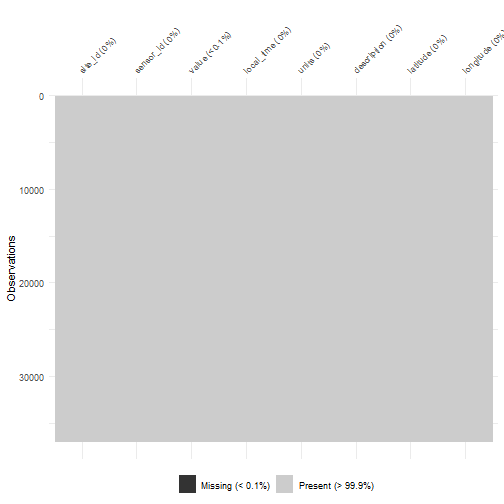 site_id (0%)
sensor_id (0%)
value (< 0.1%)
local_time (0%)
units (0%)
description (0%)
latitude (0%)
longitude (0%)
0
10000
20000
30000
Observations
Missing (< 0.1%)
Present (> 99.9%)